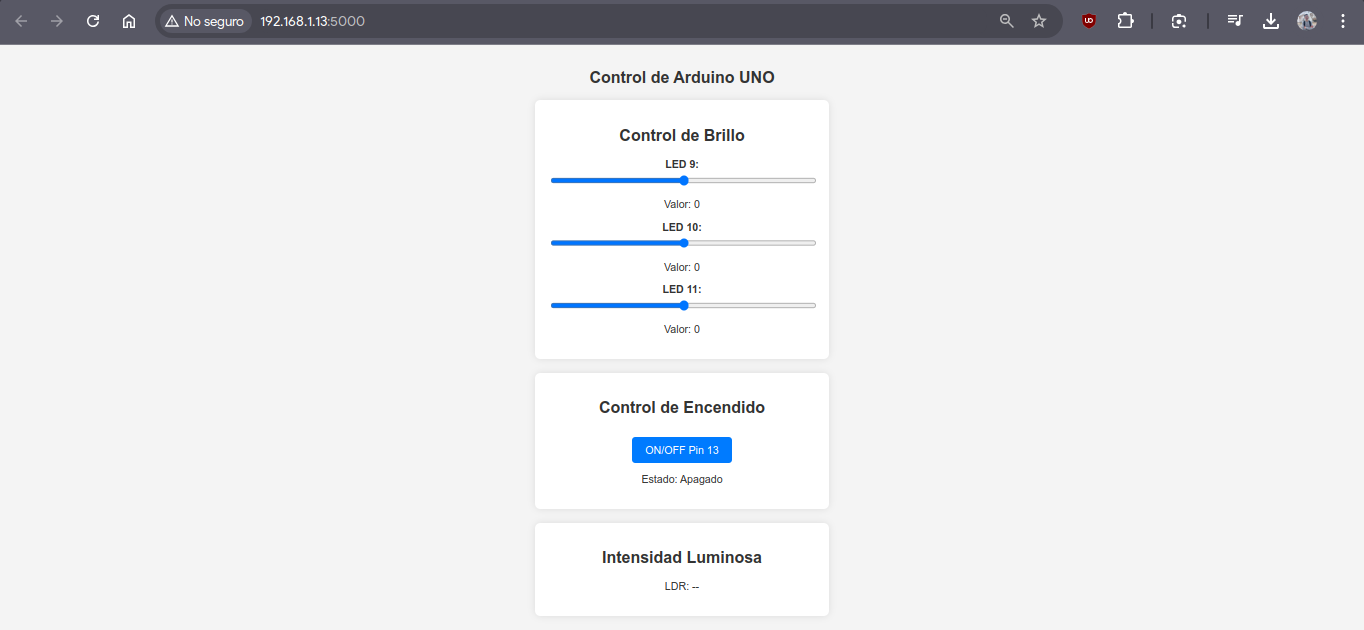 No seguro 192.168.1.13:5000
Control de Arduino UNO
Control de Brillo
LED 9:
Valor: 0
LED 10:
Valor: 0
LED 11:
Valor: 0
Control de Encendido
ON/OFF Pin 13
Estado: Apagado
Intensidad Luminosa
LDR: --